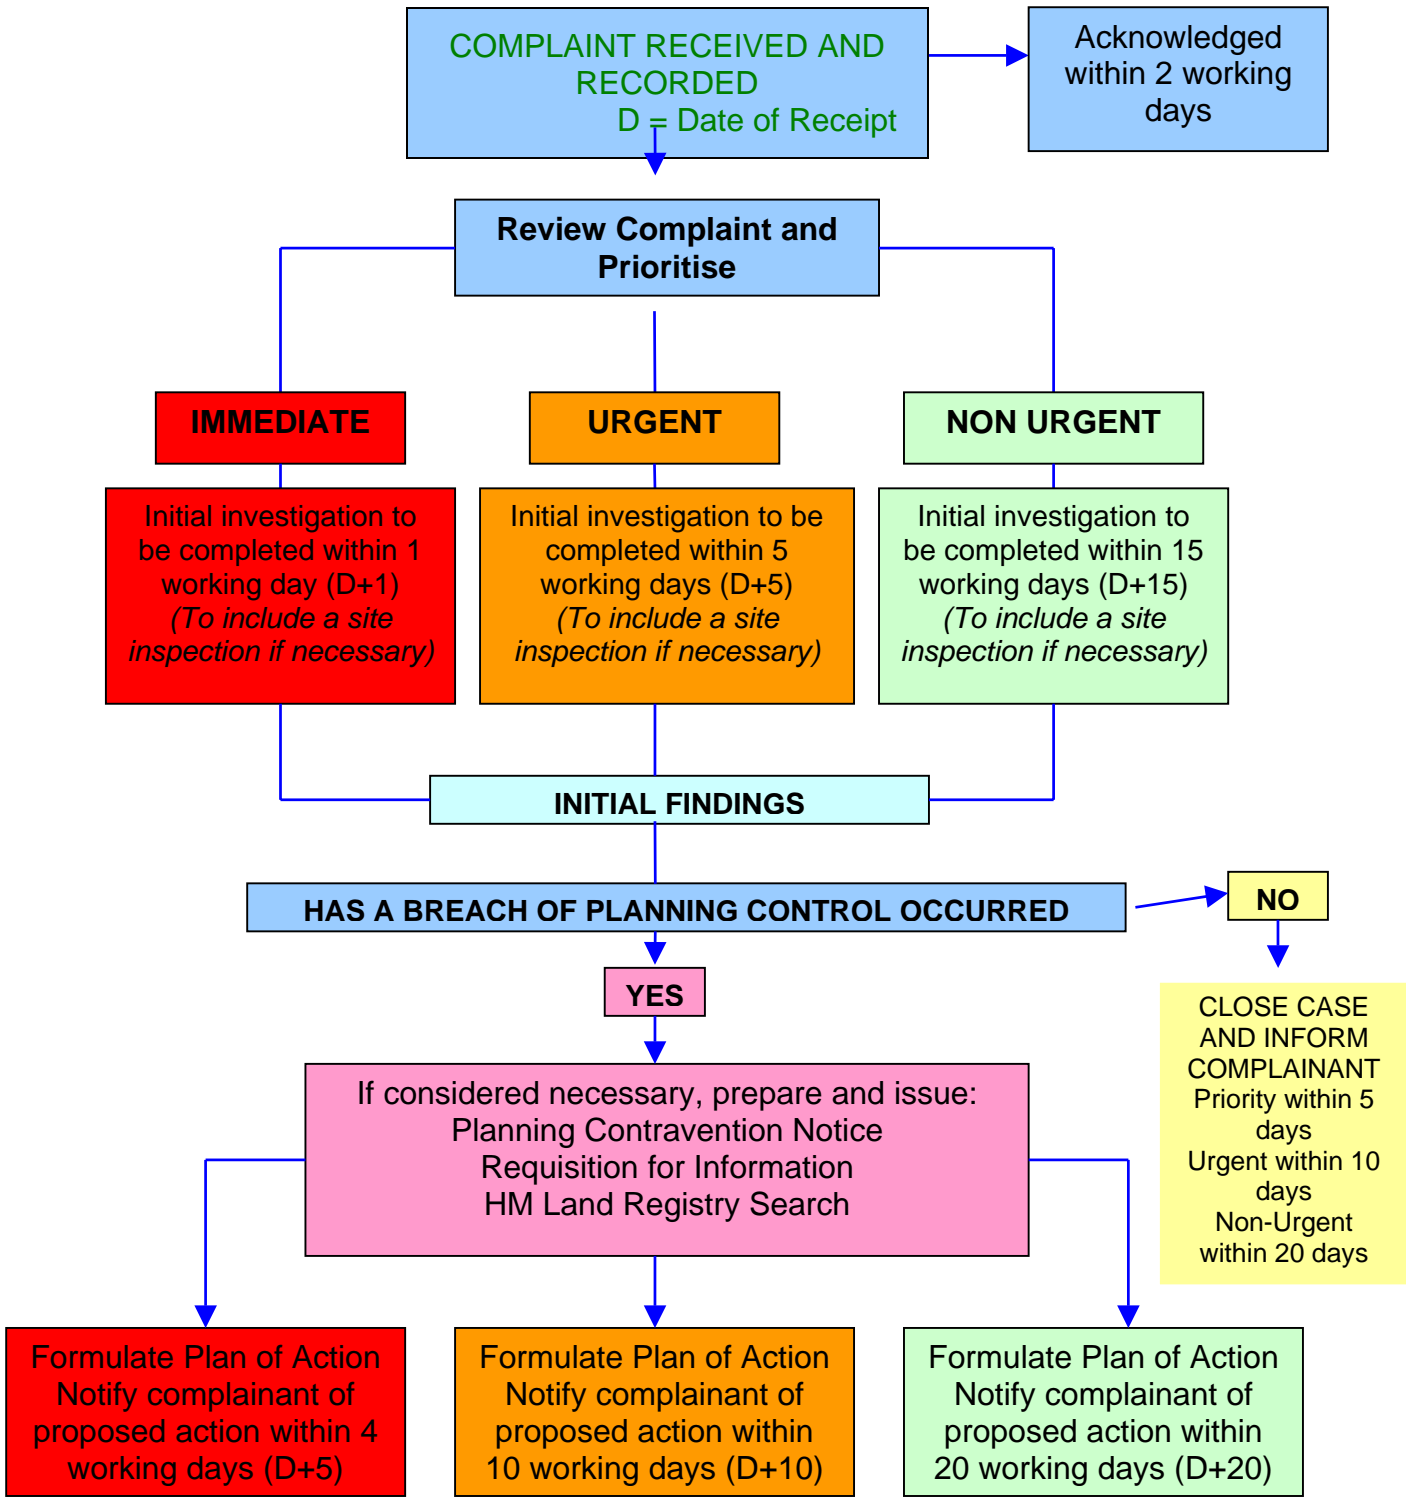 COMPLAINT RECEIVED AND
RECORDED
D = Date of Receipt
Acknowledged
within 2 working
days
Review Complaint and
Prioritise
IMMEDIATE
URGENT
NON URGENT
Initial investigation to
be completed within 1
working day (D+1)
(To include a site
inspection if necessary)
Initial investigation to be
completed within 5
working days (D+5)
(To include a site
inspection if necessary)
Initial investigation to
be completed within 15
working days (D+15)
(To include a site
inspection if necessary)
INITIAL FINDINGS
HAS A BREACH OF PLANNING CONTROL OCCURRED
NO
YES
CLOSE CASE
AND INFORM
COMPLAINANT
Priority within 5
days
Urgent within 10
days
Non-Urgent
within 20 days
If considered necessary, prepare and issue:
Planning Contravention Notice
Requisition for Information
HM Land Registry Search
Formulate Plan of Action
Notify complainant of
proposed action within 4
working days (D+5)
Formulate Plan of Action
Notify complainant of
proposed action within
10 working days (D+10)
Formulate Plan of Action
Notify complainant of
proposed action within
20 working days (D+20)